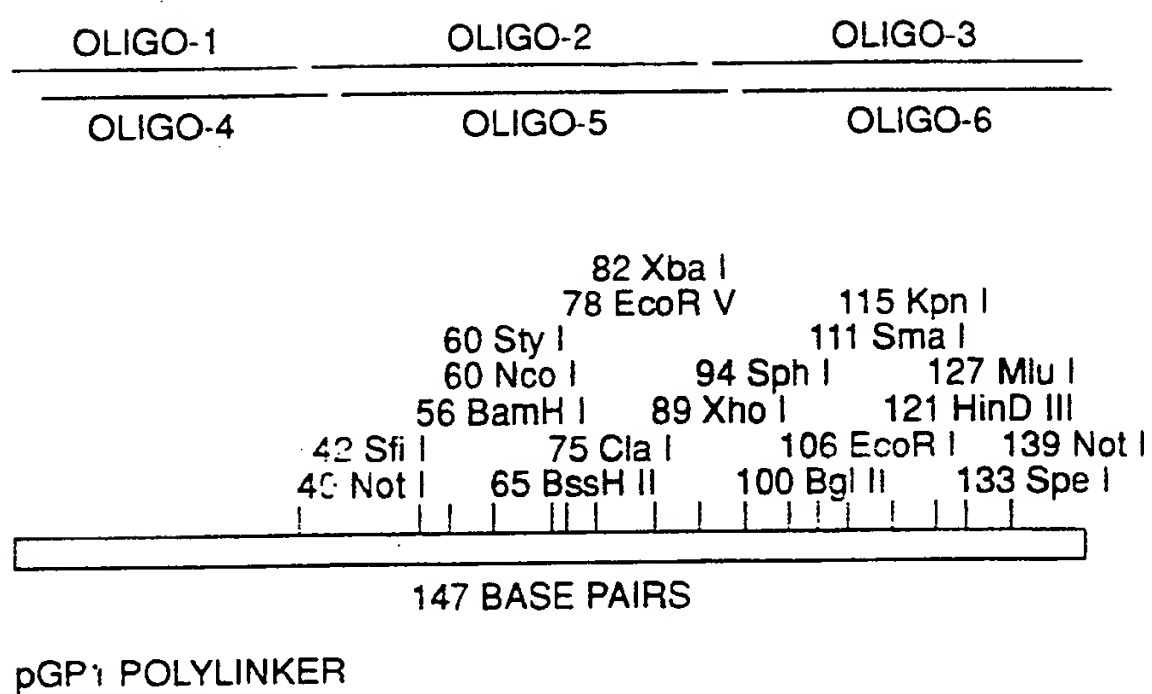 OLIGO-1 OLIGO-2 OLIGO-3
OLIGO-4 OLIGO-5 OLIGO-6
82 Xba I
78 EcoR V 115 Kpn I
60 Sty I 111 Sma I
60 Nco I 94 Sph I 127 Mlu I
56 BamH I 89 Xho I 121 HinD III
42 Sfi I 75 Cla I 106 EcoR I 139 Not I
Not I 65 BssH II 100 Bgl II 133 Spe I
147 BASE PAIRS
pGP1 POLYLINKER